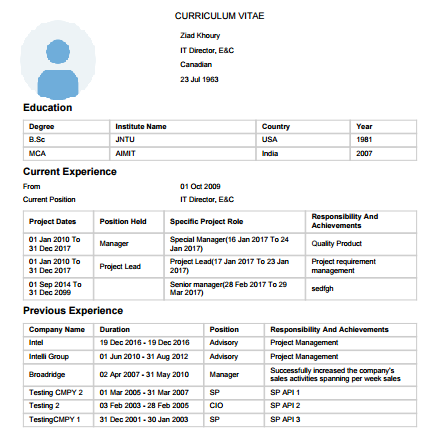 CURRICULUM VITAE
Ziad Khoury
IT Director, E&C
Canadian
23 Jul 1963
Education
Degree Institute Name Country Year
B.Sc JNTU USA 1981
MCA AIMIT India 2007
Current Experience
From 01 Oct 2009
Current Position IT Director, E&C
Project Dates Position Held Specific Project Role Responsibility And
Achievements
01 Jan 2010 To Manager Special Manager(16 Jan 2017 To 24 Quality Product
31 Dec 2017 Jan 2017)
01 Jan 2010 To Project Lead Project Lead(17 Jan 2017 To 23 Jan Project requirement
31 Dec 2017 2017) management
01 Sep 2014 To Senior manager(28 Feb 2017 To 29 sedfgh
31 Dec 2099 Mar 2017)
Previous Experience
Company Name Duration Position Responsibility And Achievements
Intel 19 Dec 2016 - 19 Dec 2016 Advisory Project Management
Intelli Group 01 Jun 2010 - 31 Aug 2012 Advisory Project Management
Broadridge 02 Apr 2007 - 31 May 2010 Manager Successfully increased the company's
sales activities spanning per week sales
Testing CMPY 2 01 Mar 2005 - 31 Mar 2007 SP SP API 1
Testing 2 03 Feb 2003 - 28 Feb 2005 CIO SP API 2
TestingCMPY 1 31 Dec 2001 - 30 Jan 2003 SP SP API 3